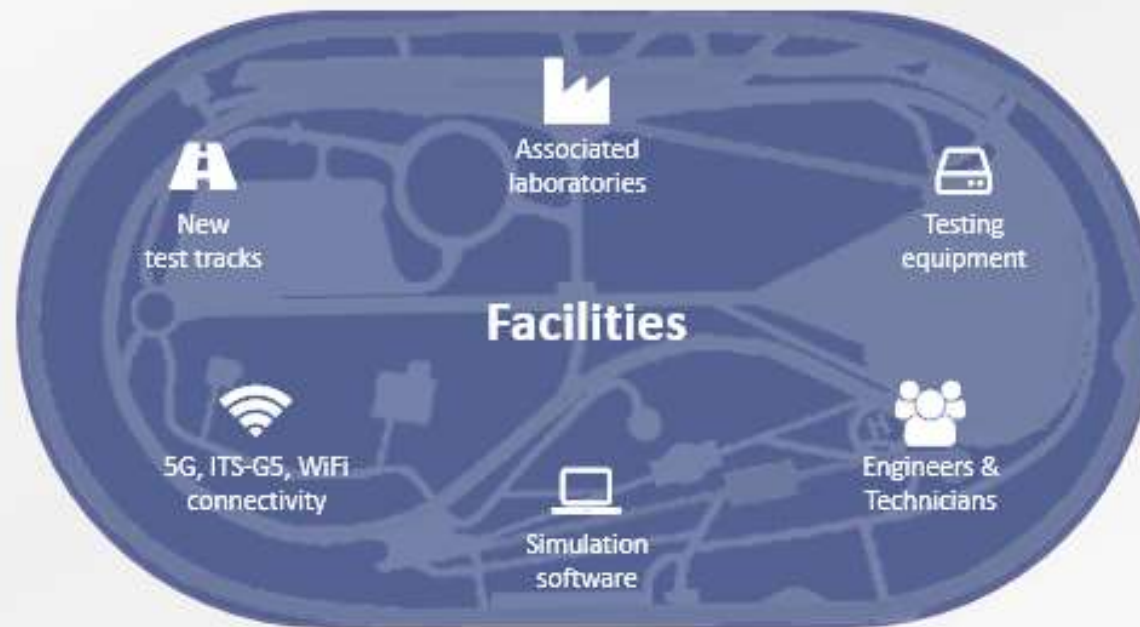 Associated
laboratories
New
test tracks
Testing
equipment
Facilities
5G, ITS-G5, WiFi
connectivity
Engineers &
Technicians
Simulation
software